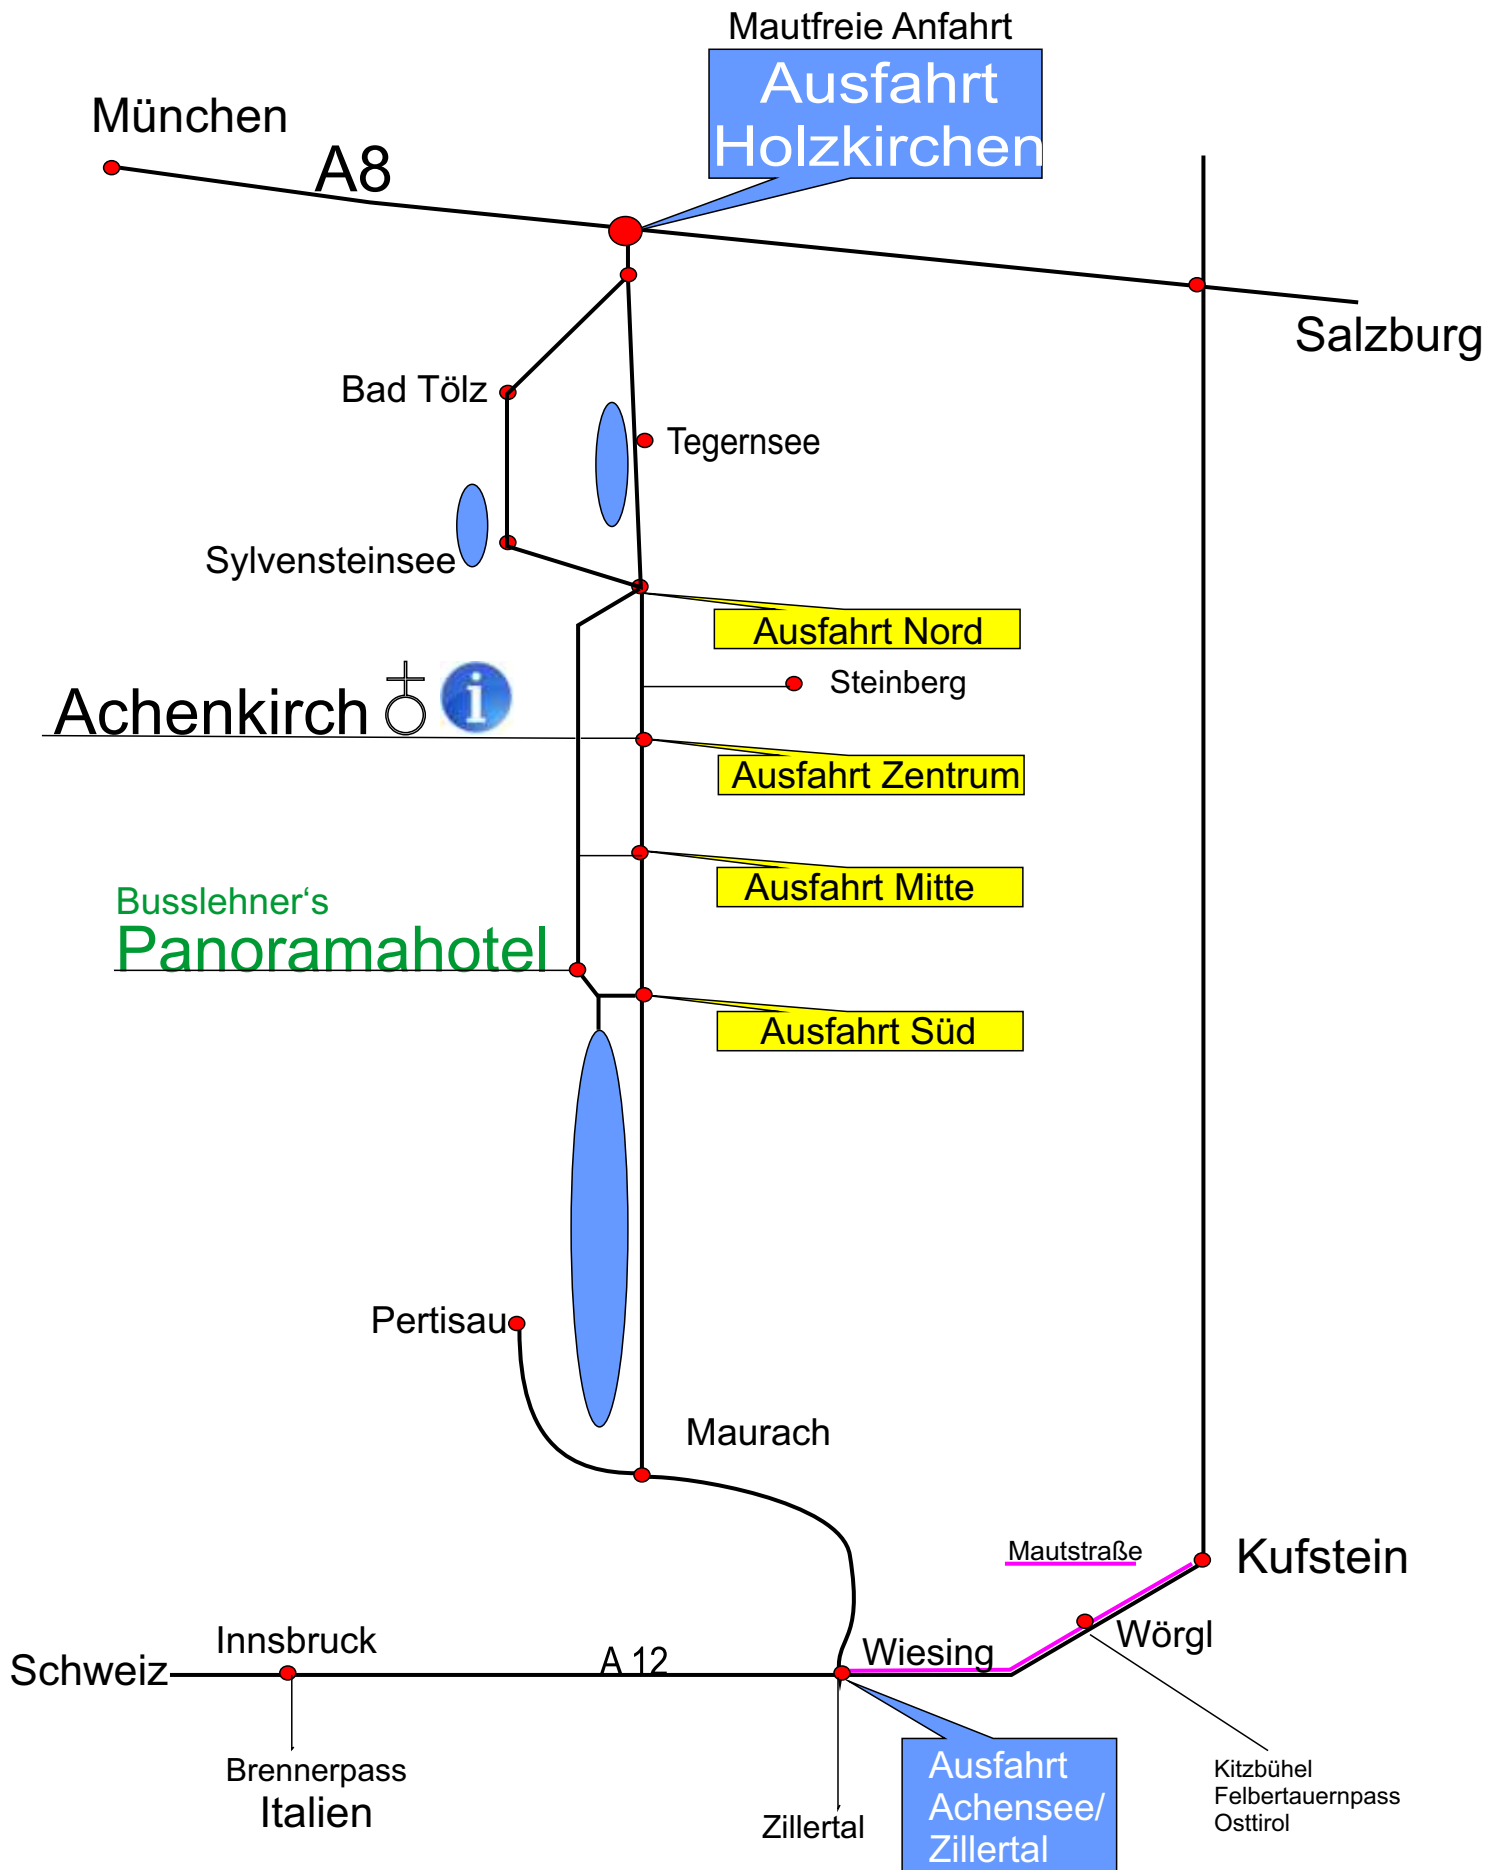 Mautfreie Anfahrt
Ausfahrt
Holzkirchen
München
A8
Salzburg
Bad Tölz
Tegernsee
Sylvensteinsee
Ausfahrt Nord
Steinberg
Achenkirch
i
Ausfahrt Zentrum
Ausfahrt Mitte
Busslehner‘s
Panoramahotel
Ausfahrt Süd
Pertisau
Maurach
Mautstraße
Kufstein
Wörgl
Innsbruck
Wiesing
Schweiz
A 12
Brennerpass
Italien
Zillertal
Ausfahrt
Achensee/
Zillertal
Kitzbühel
Felbertauernpass
Osttirol